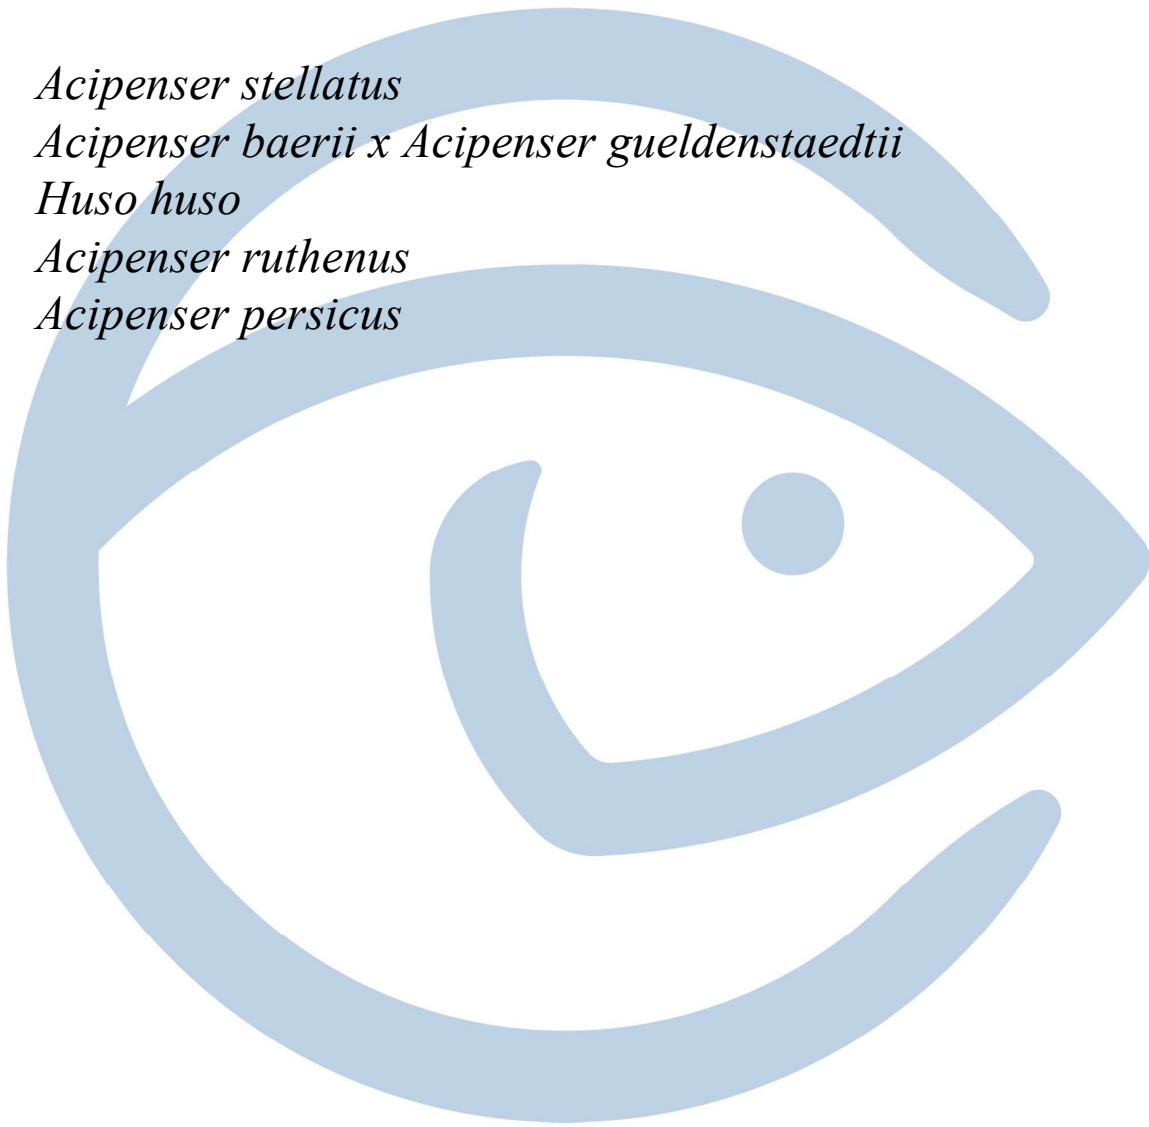 Acipenser stellatus
Acipenser baerii x Acipenser gueldenstaedtii
Huso huso
Acipenser ruthenus
Acipenser persicus